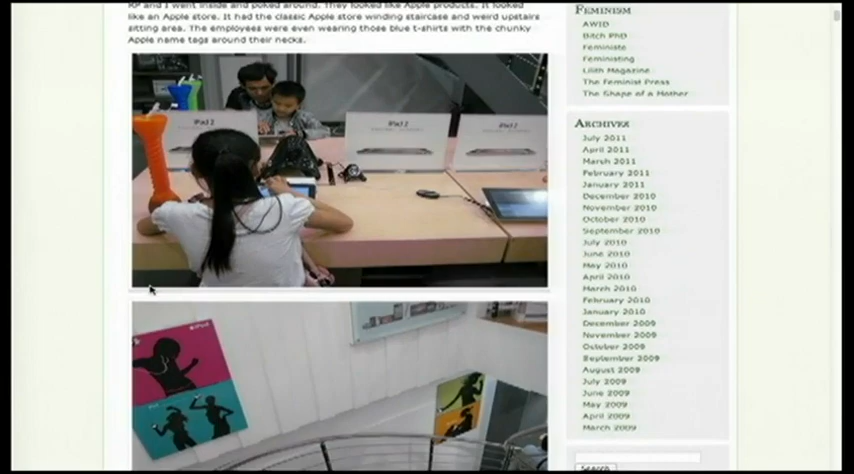 RP and I went inside and poked around. They looked like Apple products. It looked
like an Apple store. It had the classic Apple store winding staircase and weird upstairs
sitting area. The employees were even wearing those blue t-shirts with the chunky
Apple name tags around their necks.
iPad 2
iPad 2
iPad 2
FEMINISM
AWID
Bitch PhD
Feministe
Feministing
Lilith Magazine
The Feminist Press
The Shape of a Mother
ARCHIVES
July 2011
April 2011
March 2011
February 2011
January 2011
December 2010
November 2010
October 2010
September 2010
July 2010
June 2010
May 2010
April 2010
March 2010
February 2010
January 2010
December 2009
November 2009
October 2009
September 2009
August 2009
July 2009
June 2009
May 2009
April 2009
March 2009
Search